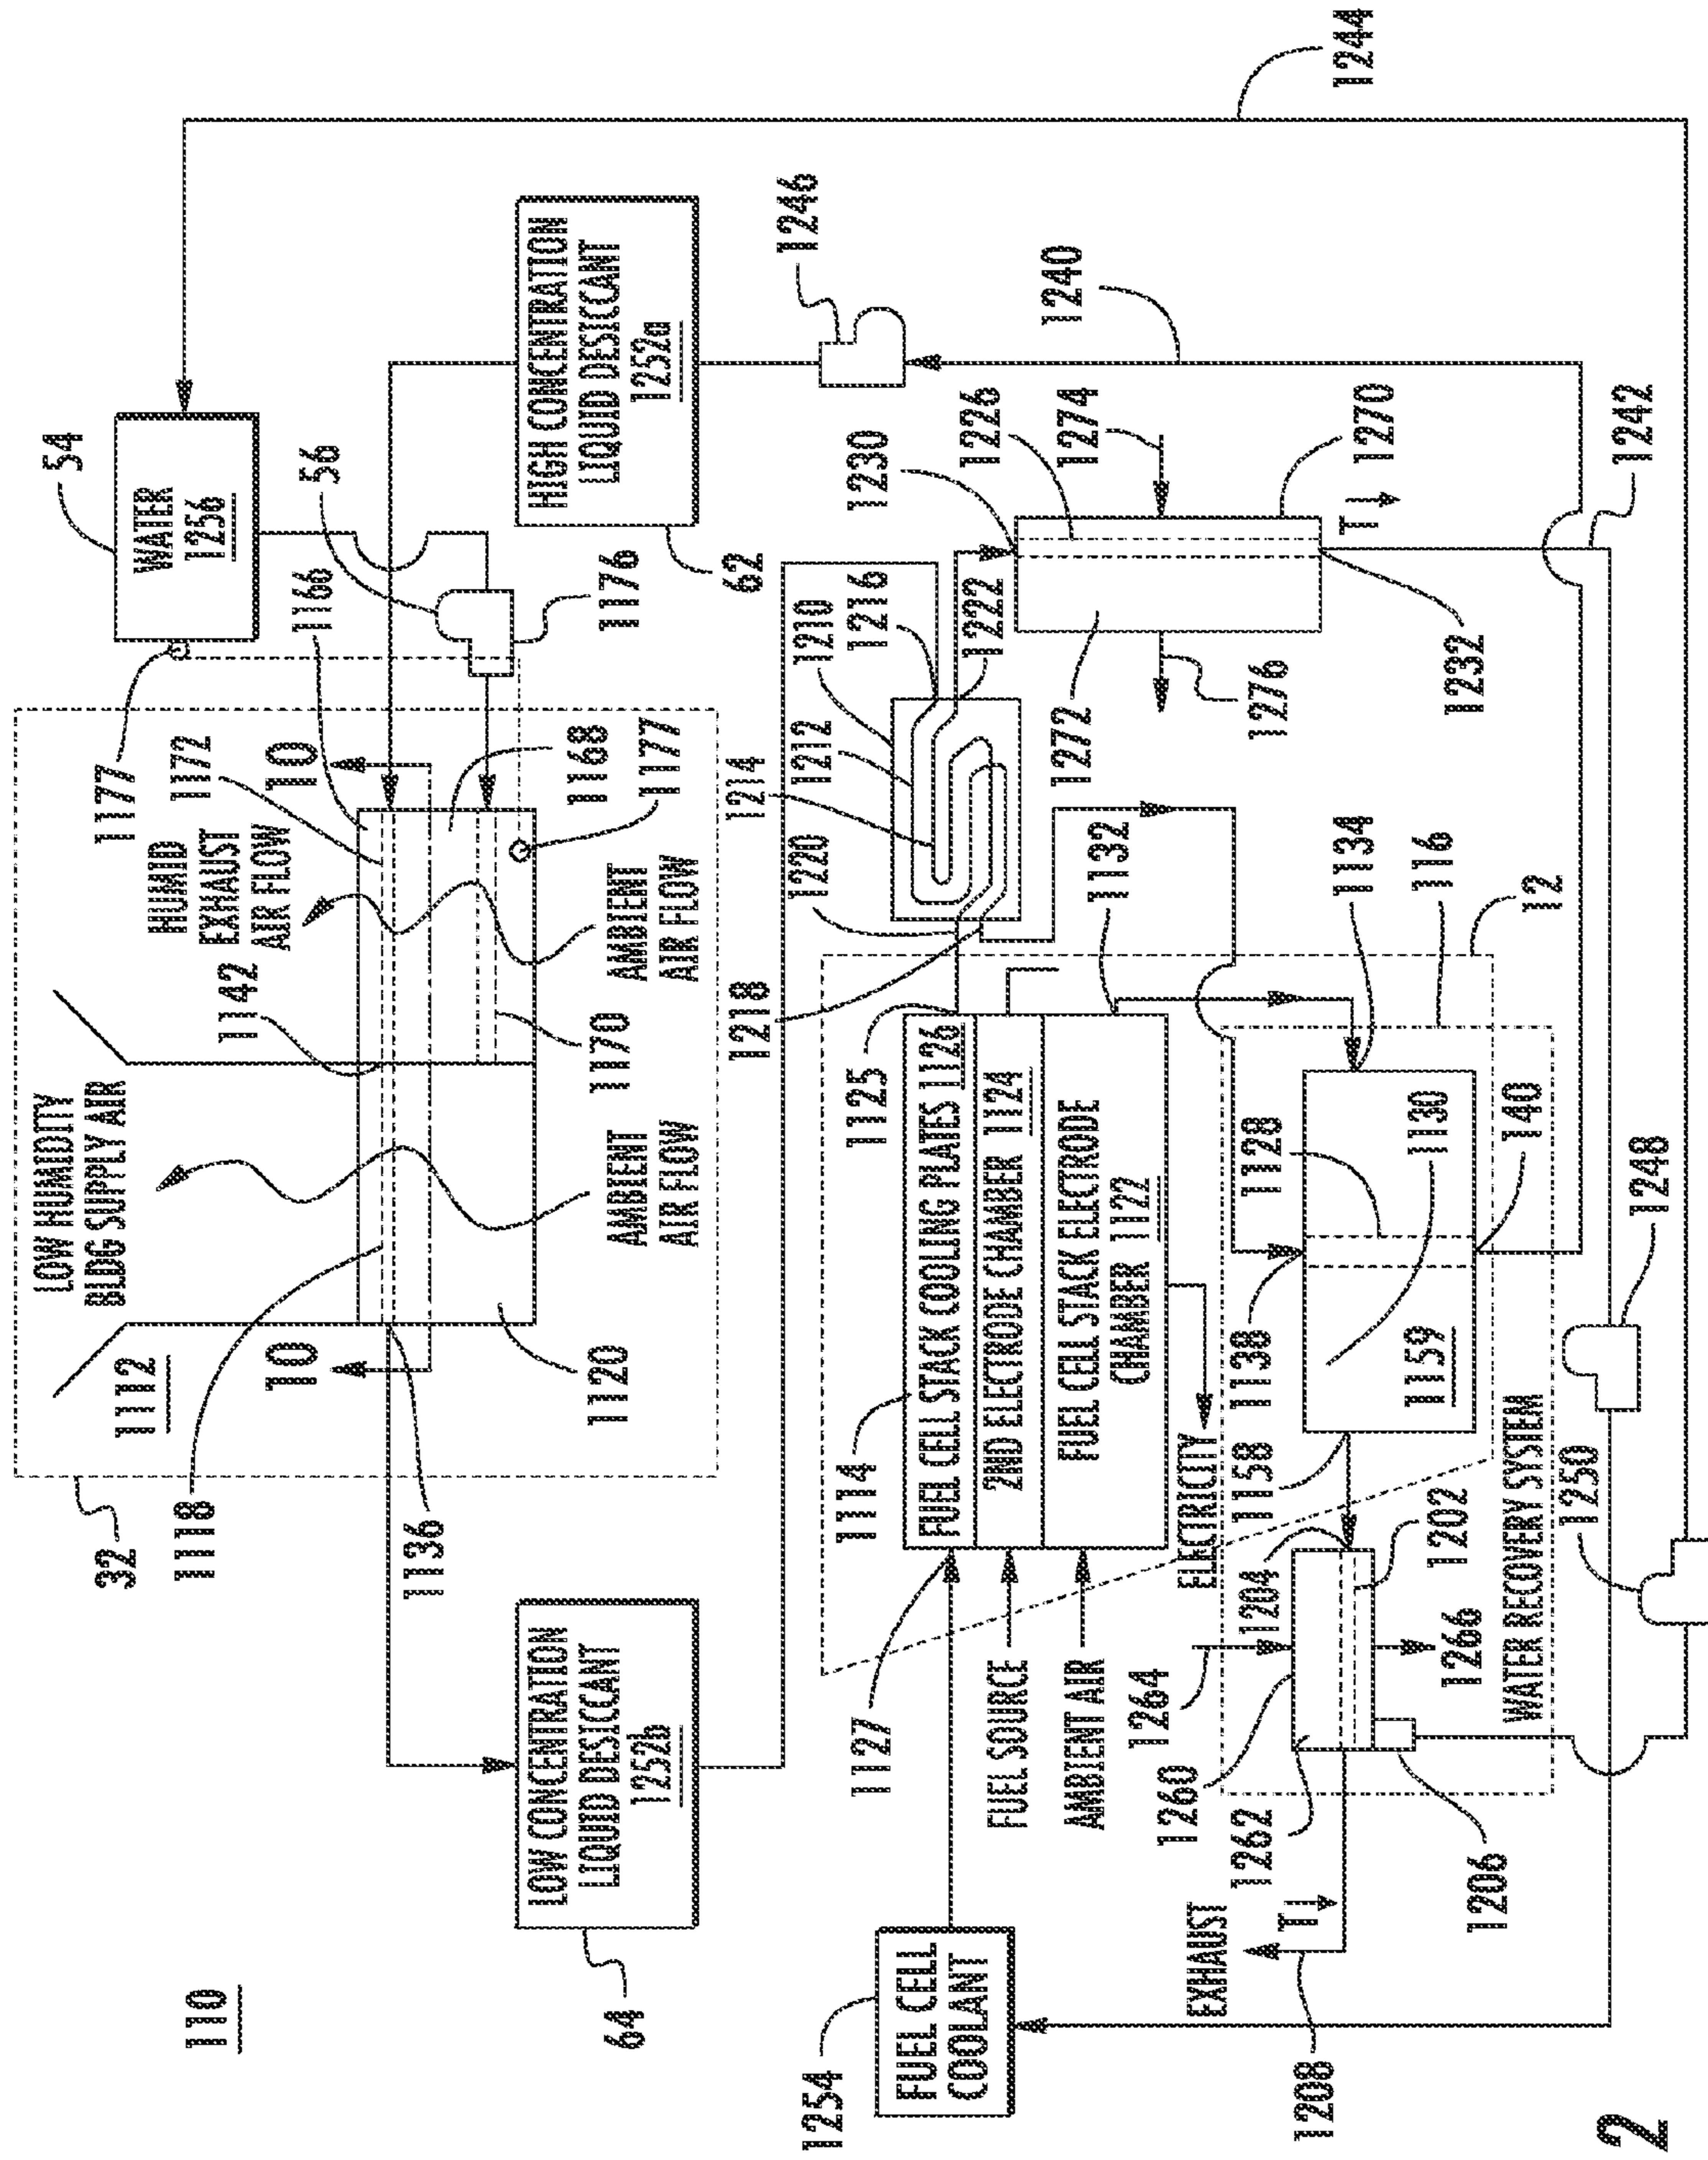 110
32
1112
LOW HUMIDITY
BLDG SUPPLY AIR
HUMID
EXHAUST
AIR FLOW
1177
54
WATER
1256
1118
1142
1172
10
10
1166
56
1136
1120
AMBIENT
AIR FLOW
1170
AMBIENT
AIR FLOW
1168
1177
1176
64
LOW CONCENTRATION
LIQUID DESICCANT
1252b
HIGH CONCENTRATION
LIQUID DESICCANT
1252a
62
1254
FUEL CELL
COOLANT
1127
FUEL SOURCE
AMBIENT AIR
1114
1125
FUEL CELL STACK COOLING PLATES 1126
2ND ELECTRODE CHAMBER 1124
FUEL CELL STACK ELECTRODE
CHAMBER 1122
ELECTRICITY
1218
1220
1214
1212
1210
1216
1222
1230
1226
1274
1246
1240
1132
1272
1276
1232
1270
T
1242
1244
1208
EXHAUST
T
1260
1262
1264
1204
1266
1202
1206
1158
1138
1128
1159
1130
1140
1134
116
12
WATER RECOVERY SYSTEM
1250
1248
2